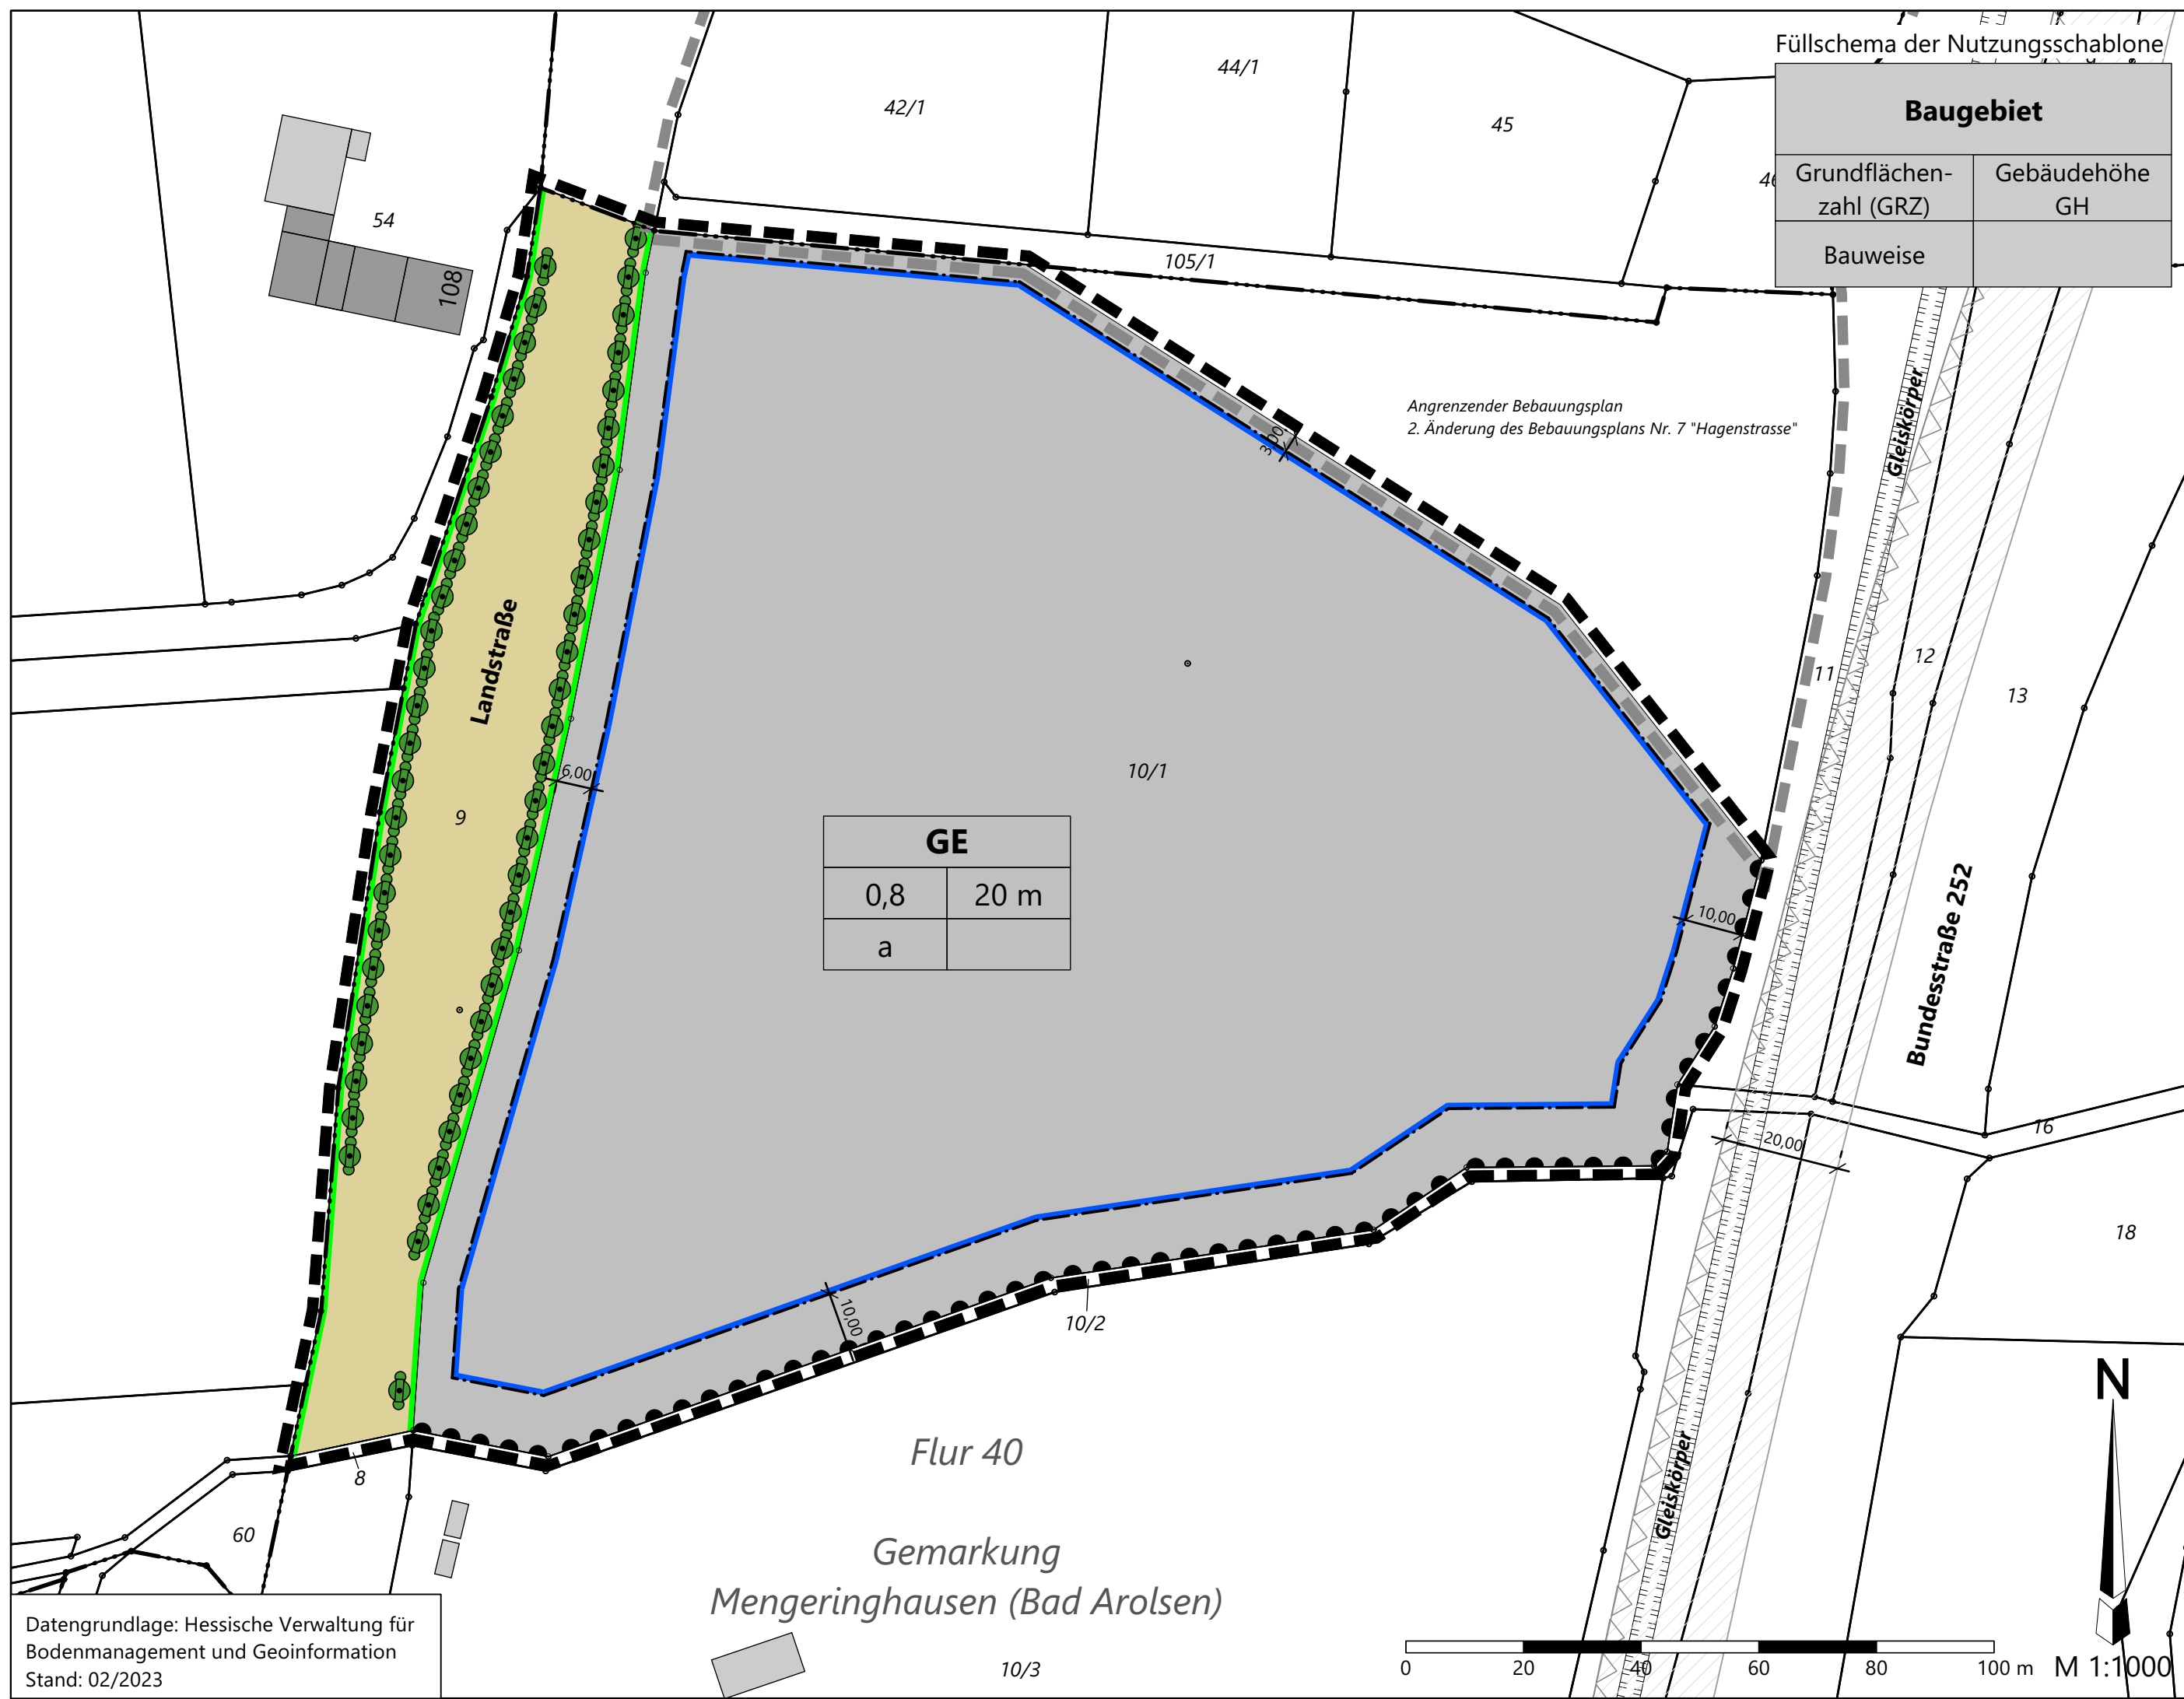 Füllschema der Nutzungsschablone
Baugebiet
Grundflächen-
zahl (GRZ)
Gebäudehöhe
GH
Bauweise
44/1
42/1
45
54
108
105/1
Angrenzender Bebauungsplan
2. Änderung des Bebauungsplans Nr. 7 "Hagenstrasse"
3,00
Gleiskörper
Landstraße
11
12
13
10/1
6,00
9
GE
0,8
20 m
a
10,00
Bundesstraße 252
16
20,00
18
10,00
10/2
N
Flur 40
8
60
Gleiskörper
Gemarkung
Mengeringhausen (Bad Arolsen)
10/3
Datengrundlage: Hessische Verwaltung für
Bodenmanagement und Geoinformation
Stand: 02/2023
0 20 40 60 80 100 m
M 1:1000